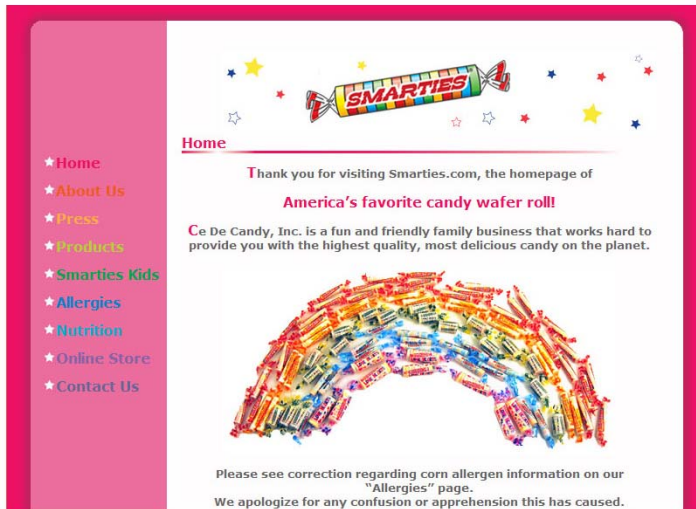 SMARTIES
Home
Home
About Us
Press
Products
Smarties Kids
Allergies
Nutrition
Online Store
Contact Us
Thank you for visiting Smarties.com, the homepage of
America's favorite candy wafer roll!
Ce De Candy, Inc. is a fun and friendly family business that works hard to
provide you with the highest quality, most delicious candy on the planet.
Please see correction regarding corn allergen information on our
“Allergies” page.
We apologize for any confusion or apprehension this has caused.